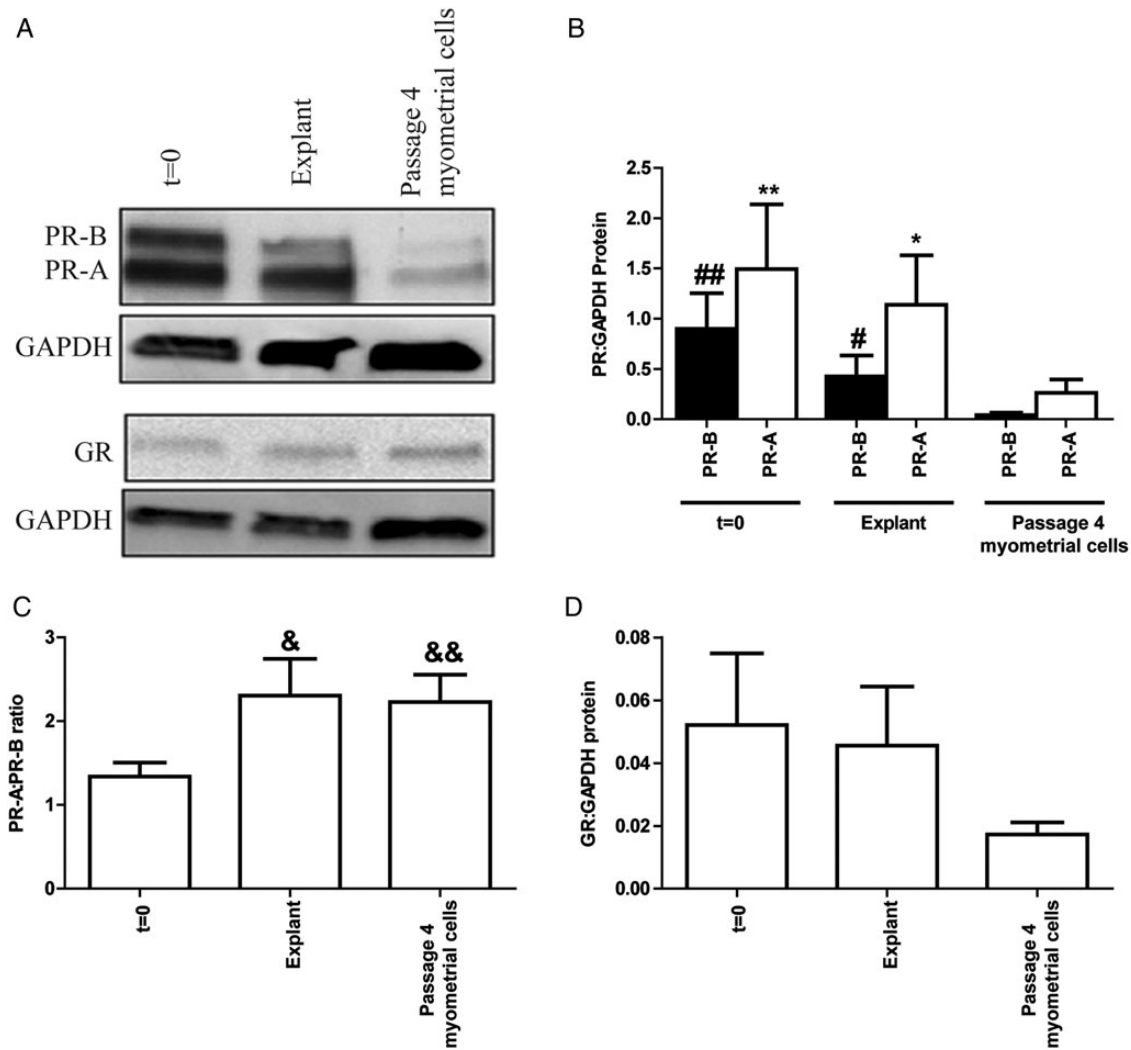 A
t=0
Explant
Passage 4
myometrial cells
PR-B
PR-A
GAPDH
GR
GAPDH
B
PR:GAPDH Protein
2.5
2.0
1.5
1.0
0.5
0.0
##
**
#
*
PR-B
PR-A
PR-B
PR-A
PR-B
PR-A
t=0
Explant
Passage 4
myometrial cells
C
PR-A:PR-B ratio
3
2
1
0
&
&&
t=0
Explant
Passage 4
myometrial cells
D
GR:GAPDH protein
0.08
0.06
0.04
0.02
0.00
t=0
Explant
Passage 4
myometrial cells